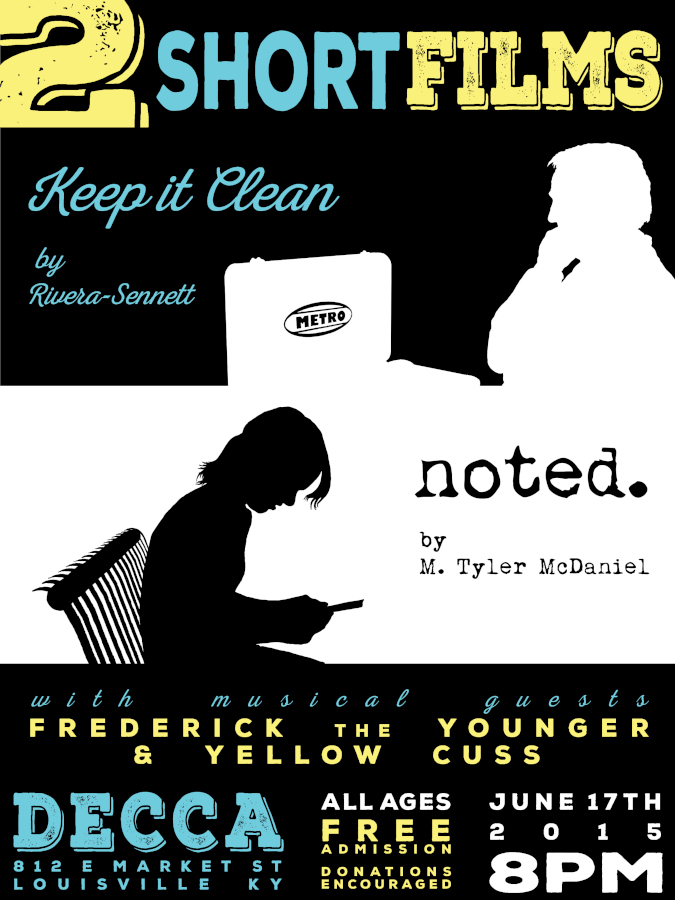 2 SHORT FILMS
Keep it Clean
by
Rivera-Sennett
METRO
noted.
by
M. Tyler McDaniel
with musical guests
FREDERICK THE YOUNGER
& YELLOW CUSS
DECCA
812 E MARKET ST
LOUISVILLE KY
ALL AGES
FREE
ADMISSION
DONATIONS
ENCOURAGED
JUNE 17TH
2015
8PM